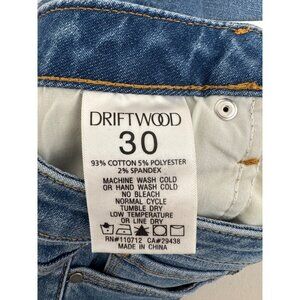 DRIFTWOOD
30
93% COTTON 5% POLYESTER
2% SPANDEX
MACHINE WASH COLD
OR HAND WASH COLD
NO BLEACH
NORMAL CYCLE
TUMBLE DRY
LOW TEMPERATURE
OR LINE DRY
RN#110712 CA#29438
MADE IN CHINA